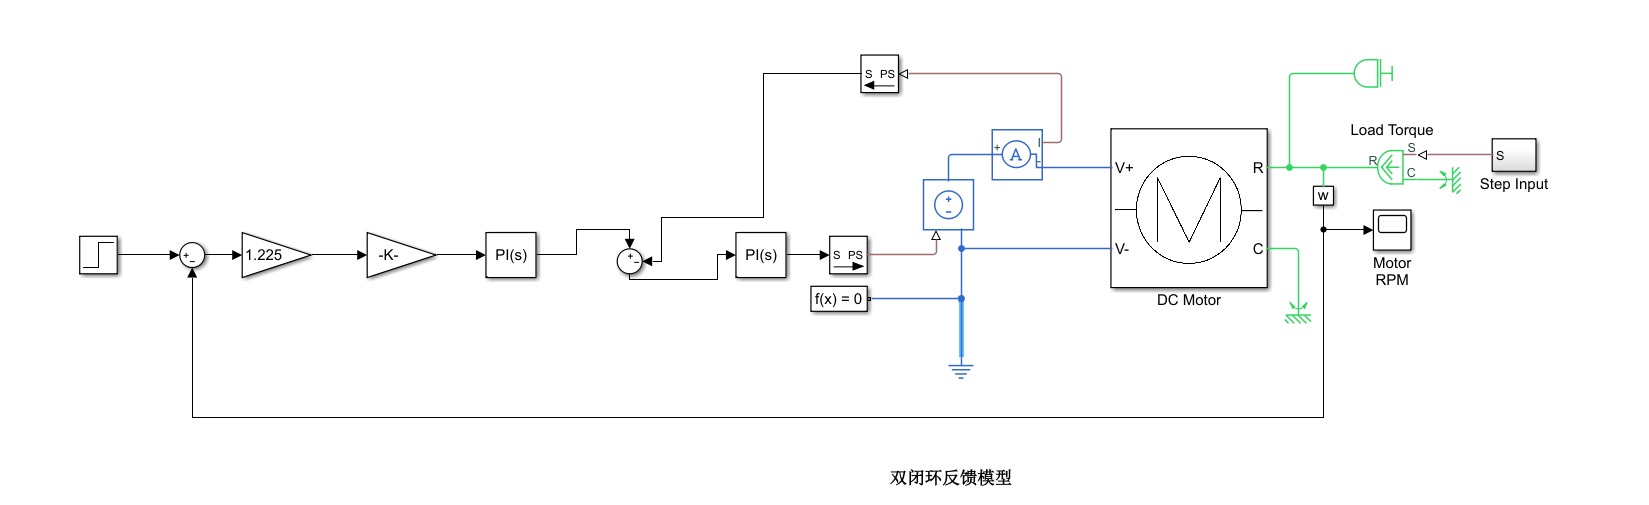 S PS
Load Torque
+
A
I
-
V+
R
R
S
C
S
Step Input
w
+
-
1.225
-K-
PI(s)
+
-
PI(s)
S PS
+
-
V-
C
Motor
RPM
f(x) = 0
DC Motor
双闭环反馈模型